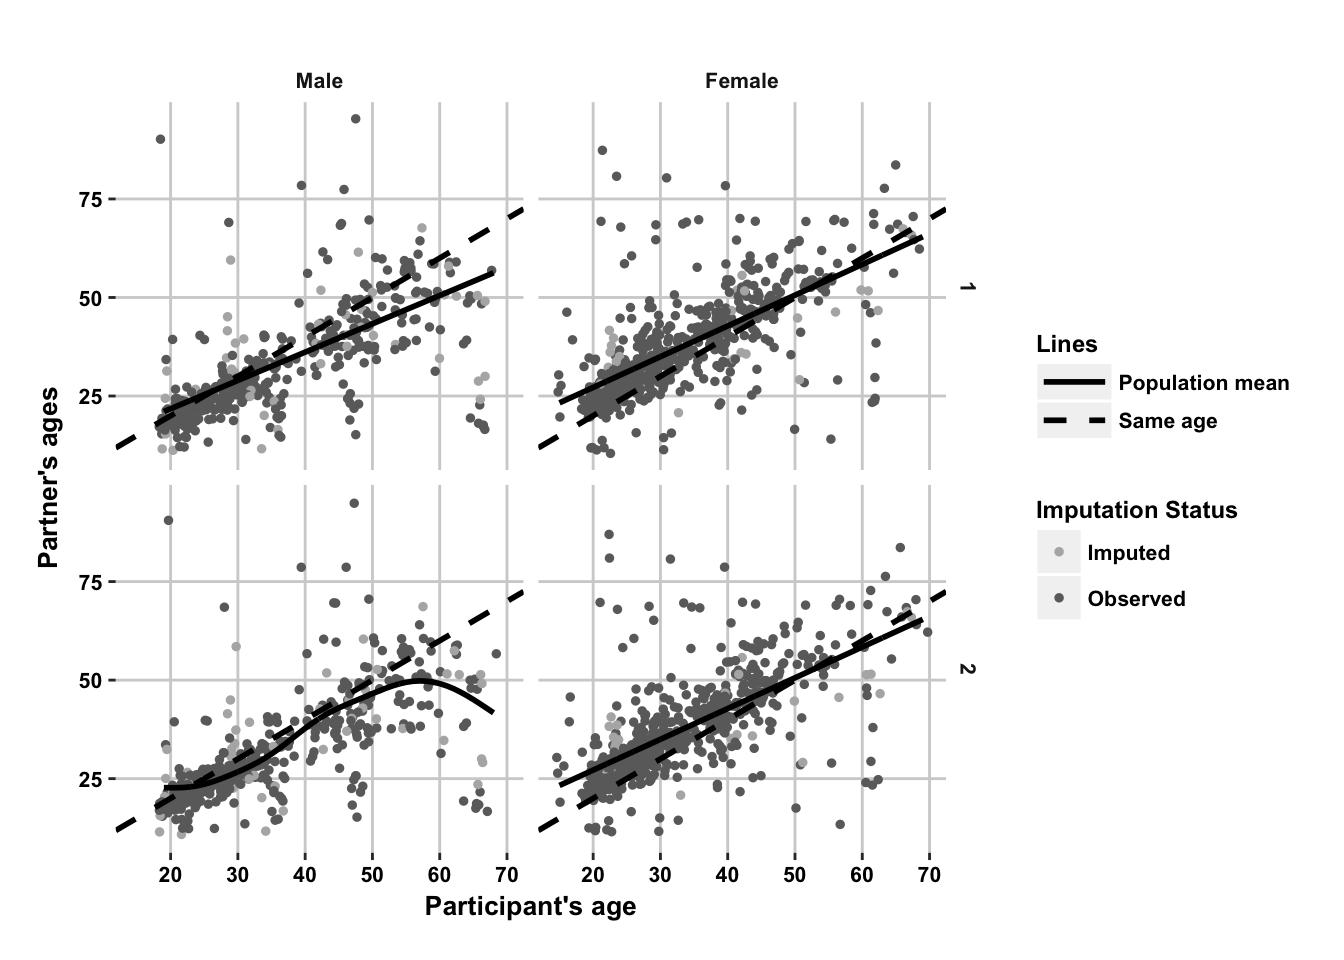 Male
Female
75
50
25
1
75
50
25
2
20 30 40 50 60 70
20 30 40 50 60 70
Participant's age
Partner's ages
Lines
Population mean
Same age
Imputation Status
Imputed
Observed